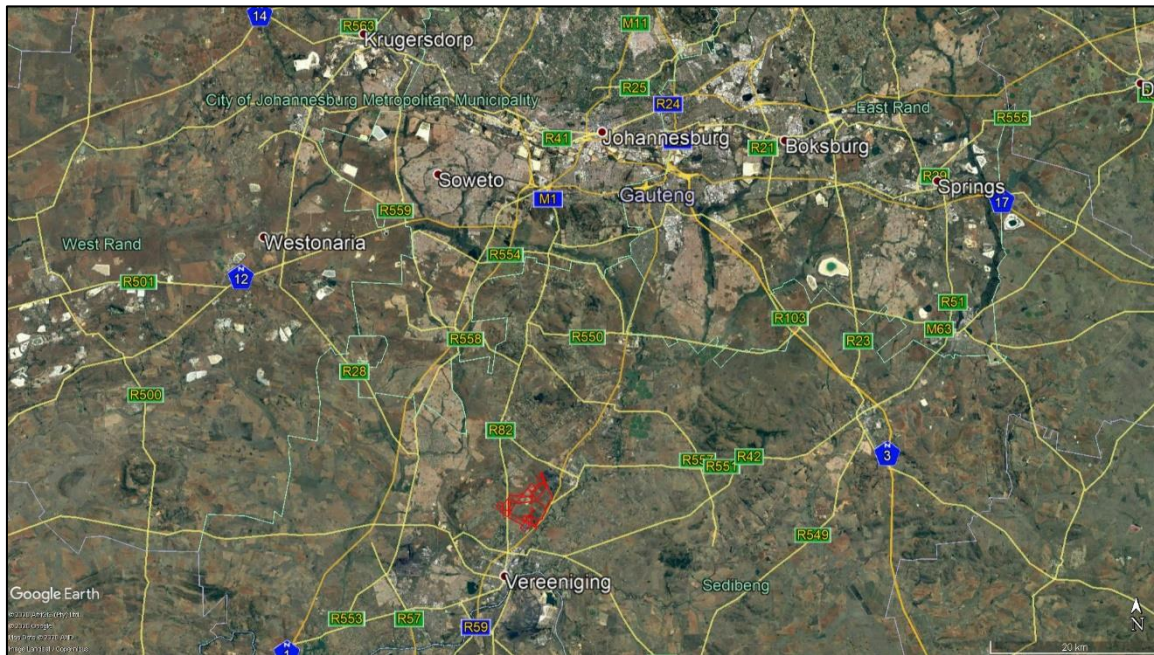 14
R563
M11
Krugersdorp
R25
City of Johannesburg Metropolitan Municipality
R24
East Rand
D
R555
R41
Johannesburg
R21
Boksburg
Soweto
R29
Springs
M1
Gauteng
17
R559
West Rand
Westonaria
R554
N
12
R501
R51
R103
M63
R558
R550
R23
R28
R500
R82
N
3
R557
R551
R42
R549
Vereeniging
Sedibeng
Google Earth
R553
R57
R59
N
1
N
20 km